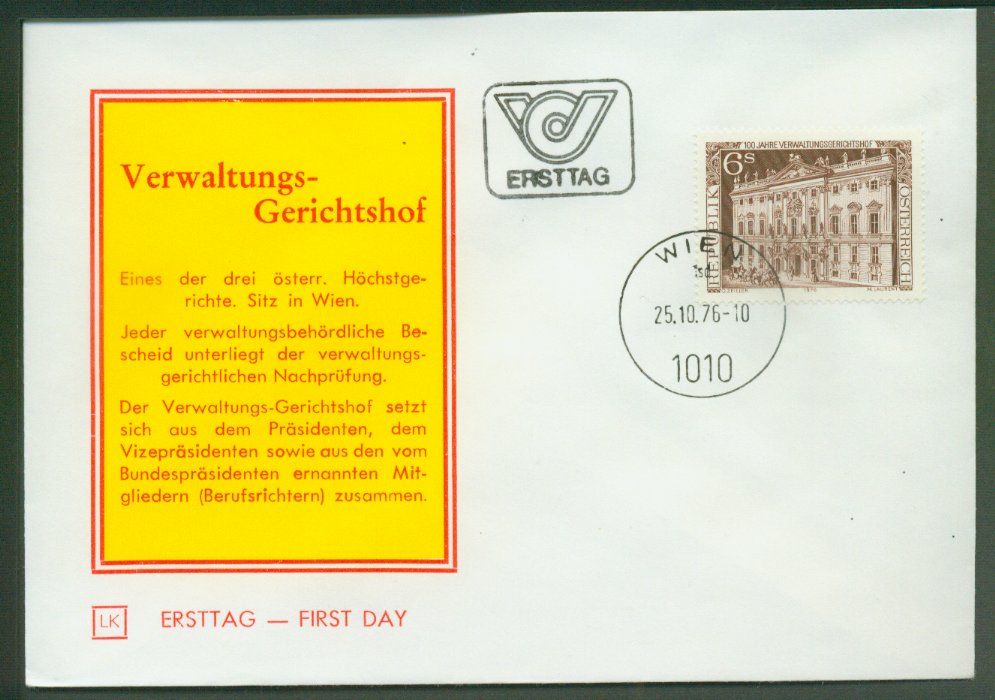 Verwaltungs-
Gerichtshof
Eines der drei österr. Höchstge-
richte. Sitz in Wien.
Jeder verwaltungsbehördliche Be-
scheid unterliegt der verwaltungs-
gerichtlichen Nachprüfung.
Der Verwaltungs-Gerichtshof setzt
sich aus dem Präsidenten, dem
Vizepräsidenten sowie aus den vom
Bundespräsidenten ernannten Mit-
gliedern (Berufsrichtern) zusammen.
LK
ERSTTAG — FIRST DAY
ERSTTAG
100 JAHRE VERWALTUNGSGERICHTSHOF
6s
REPUBLIK
ÖSTERREICH
O. ZEILLER
1976
M. LAURENT
WIEN
25.10.76-10
1010